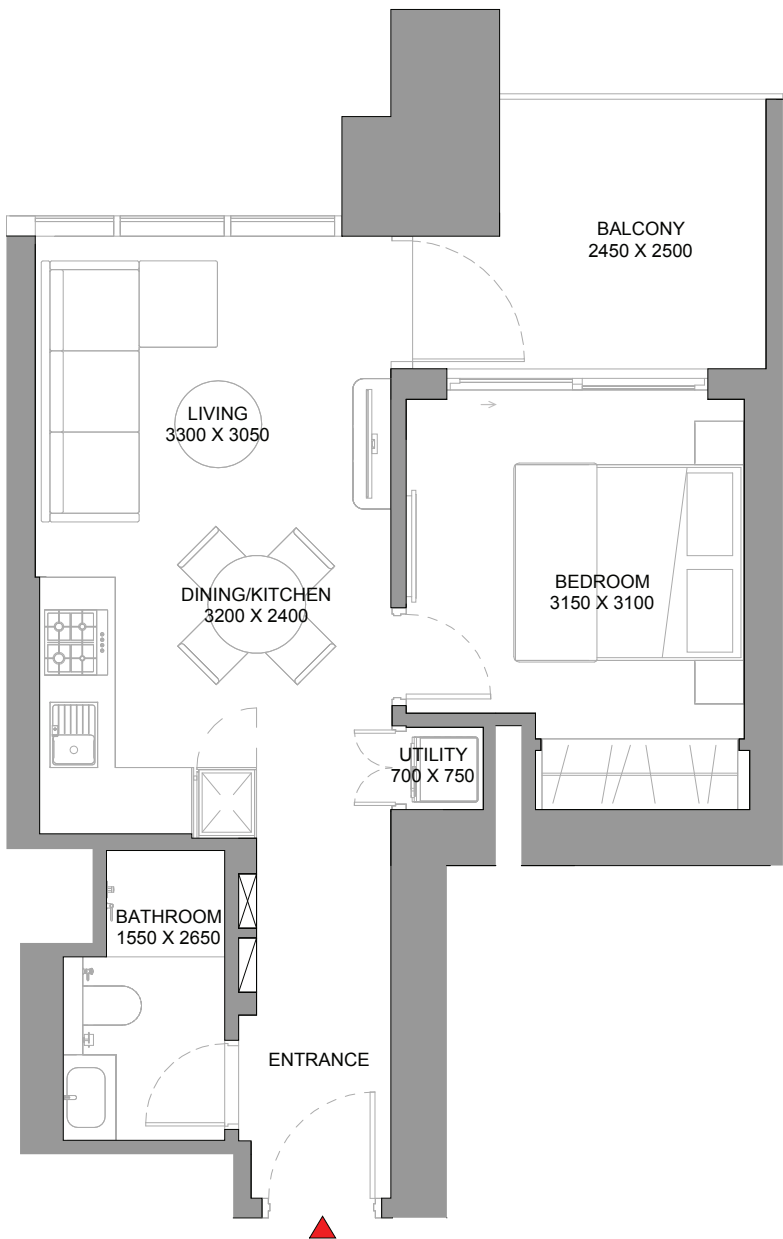 BALCONY
2450 X 2500
LIVING
3300 X 3050
DINING/KITCHEN
3200 X 2400
BEDROOM
3150 X 3100
UTILITY
700 X 750
BATHROOM
1550 X 2650
ENTRANCE